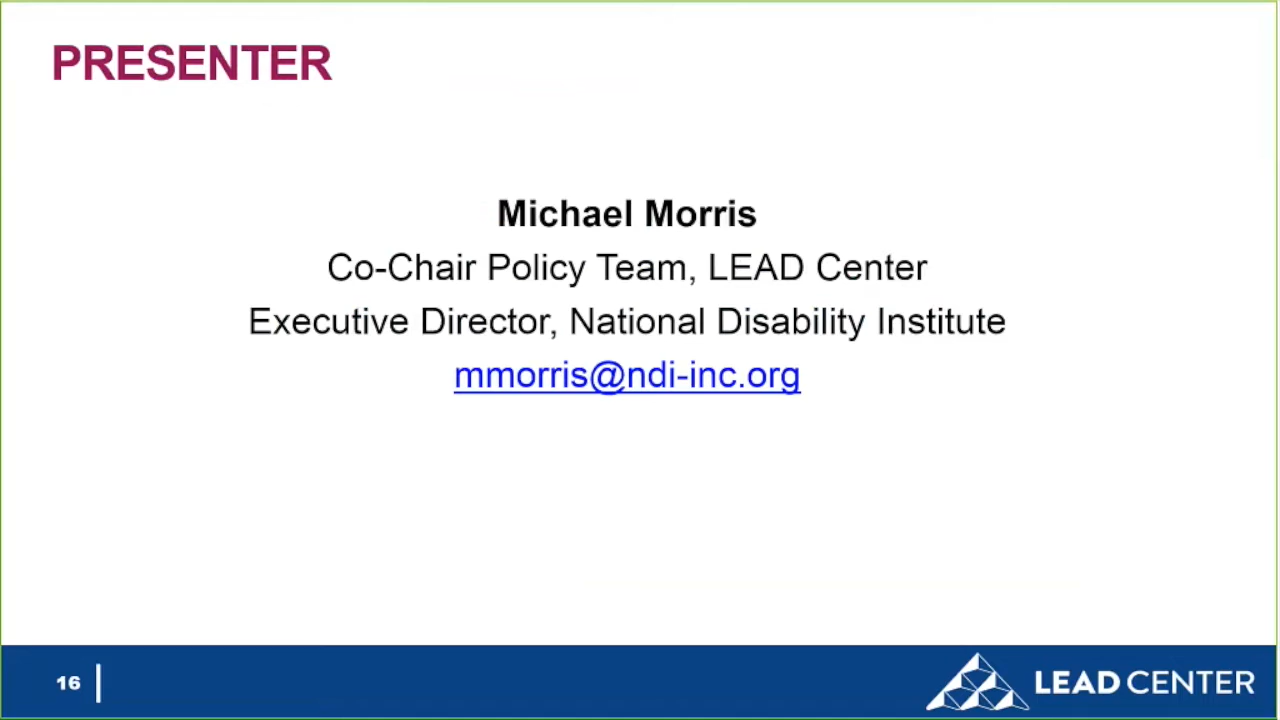 PRESENTER
Michael Morris
Co-Chair Policy Team, LEAD Center
Executive Director, National Disability Institute
mmorris@ndi-inc.org
16
LEAD CENTER